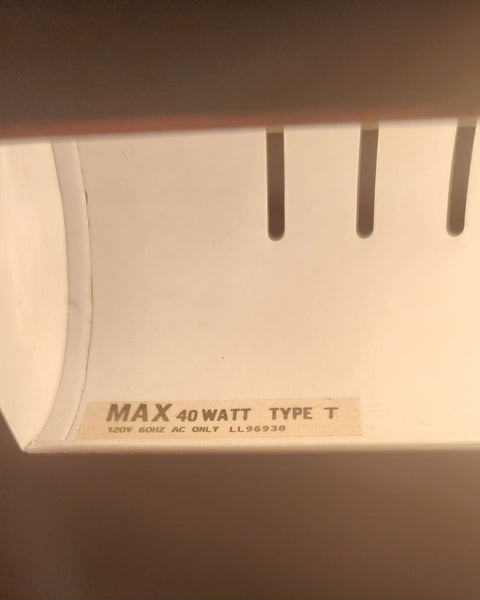 MAX 40 WATT TYPE T
120V 60HZ AC ONLY LL96938